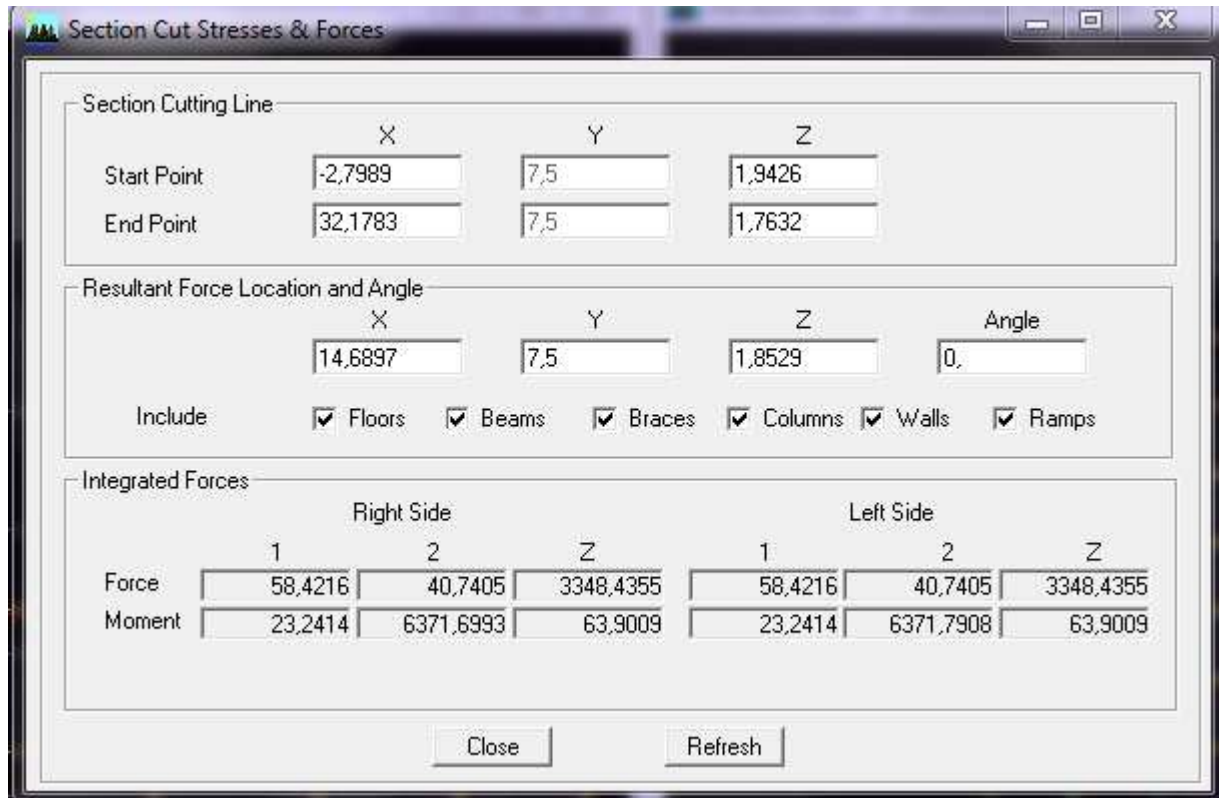 Section Cut Stresses & Forces
Section Cutting Line
X Y Z
Start Point -2,7989 7,5 1,9426
End Point 32,1783 7,5 1,7632
Resultant Force Location and Angle
X Y Z Angle
14,6897 7,5 1,8529 0,
Include Floors Beams Braces Columns Walls Ramps
Integrated Forces
Right Side Left Side
1 2 Z 1 2 Z
Force 58,4216 40,7405 3348,4355 58,4216 40,7405 3348,4355
Moment 23,2414 6371,6993 63,9009 23,2414 6371,7908 63,9009
Close Refresh